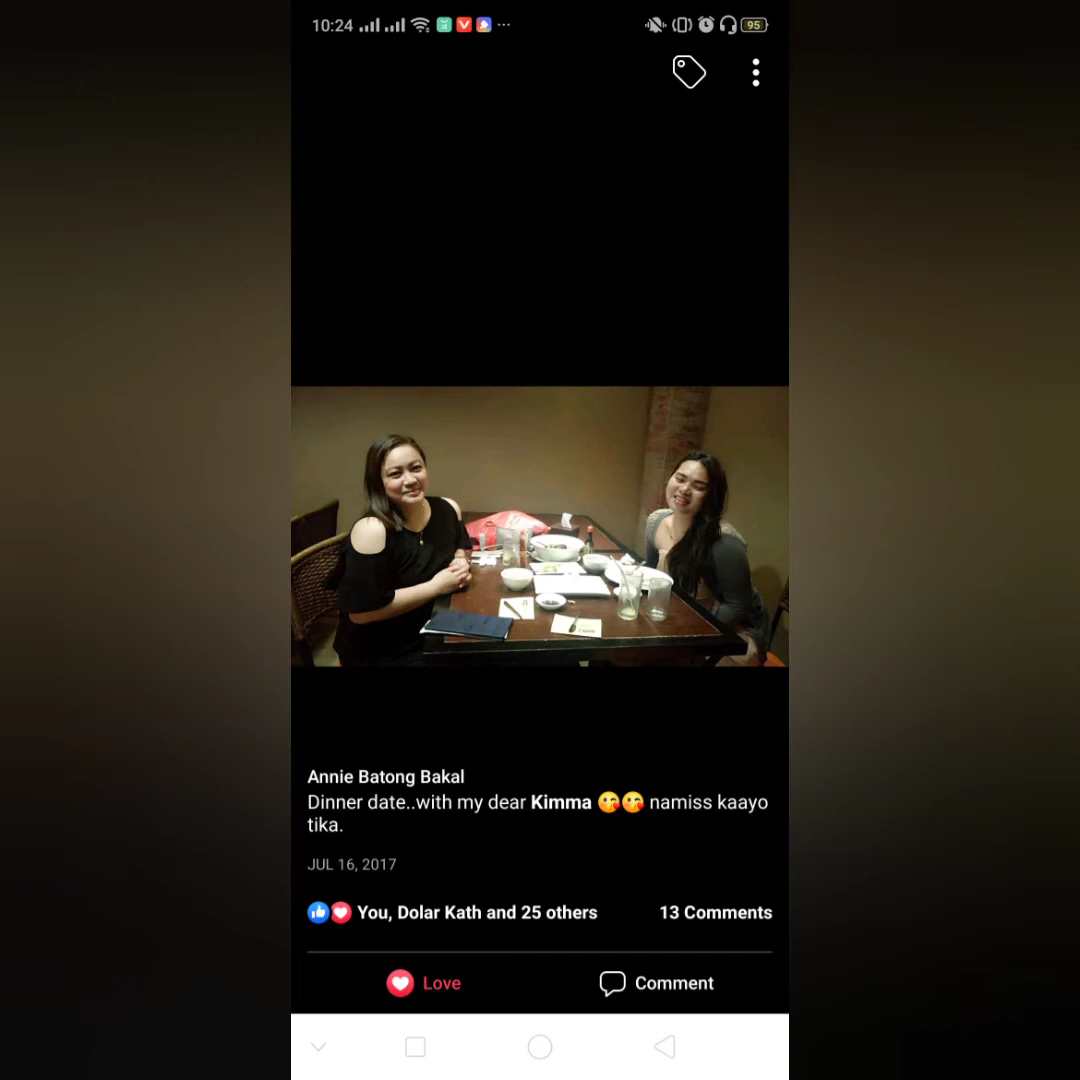 10:24
95
Annie Batong Bakal
Dinner date..with my dear Kimma 😘😘 namiss kaayo
tika.
JUL 16, 2017
You, Dolar Kath and 25 others
13 Comments
Love
Comment